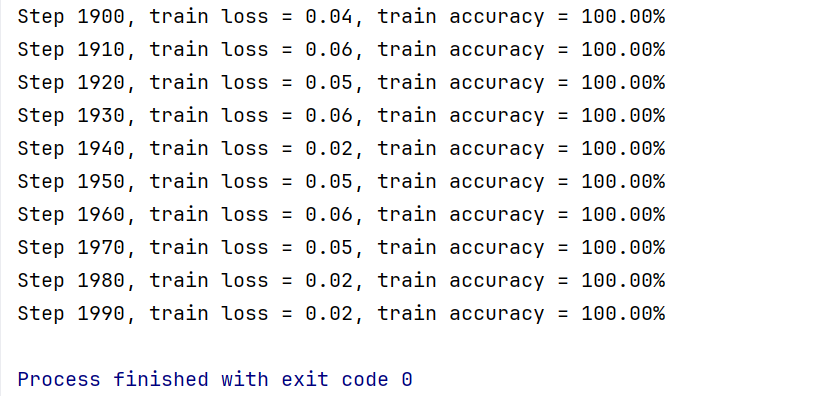 Step 1900, train loss = 0.04, train accuracy = 100.00%
Step 1910, train loss = 0.06, train accuracy = 100.00%
Step 1920, train loss = 0.05, train accuracy = 100.00%
Step 1930, train loss = 0.06, train accuracy = 100.00%
Step 1940, train loss = 0.02, train accuracy = 100.00%
Step 1950, train loss = 0.05, train accuracy = 100.00%
Step 1960, train loss = 0.06, train accuracy = 100.00%
Step 1970, train loss = 0.05, train accuracy = 100.00%
Step 1980, train loss = 0.02, train accuracy = 100.00%
Step 1990, train loss = 0.02, train accuracy = 100.00%
Process finished with exit code 0